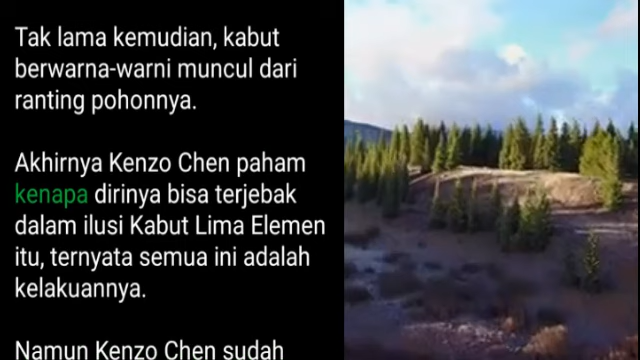 Tak lama kemudian, kabut
berwarna-warni muncul dari
ranting pohonnya.
Akhirnya Kenzo Chen paham
kenapa dirinya bisa terjebak
dalam ilusi Kabut Lima Elemen
itu, ternyata semua ini adalah
kelakuannya.
Namun Kenzo Chen sudah